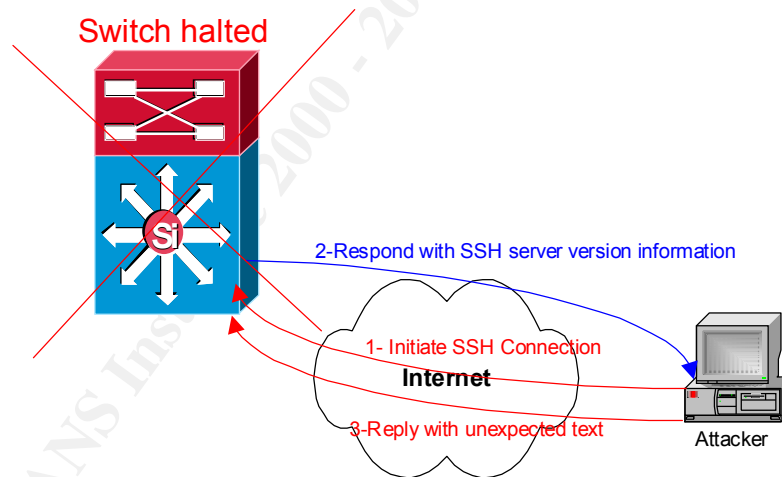 Switch halted
Si
2-Respond with SSH server version information
1- Initiate SSH Connection
Internet
3-Reply with unexpected text
Attacker